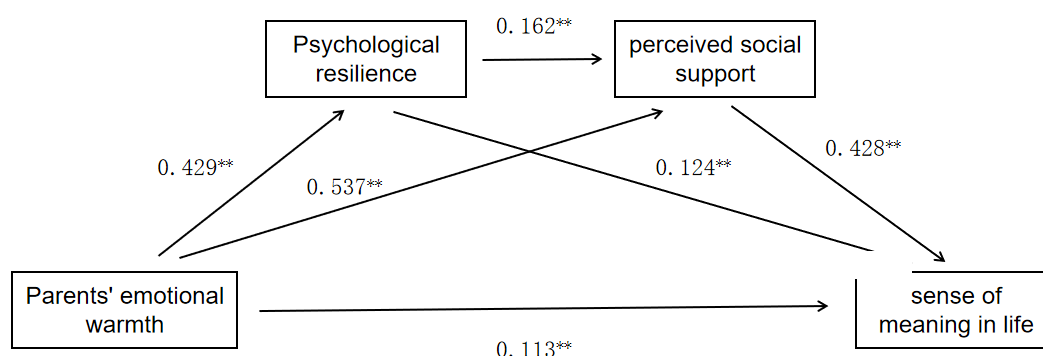 0.162**
Psychological
resilience
perceived social
support
0.429**
0.537**
0.124**
0.428**
Parents' emotional
warmth
sense of
meaning in life
0.113**